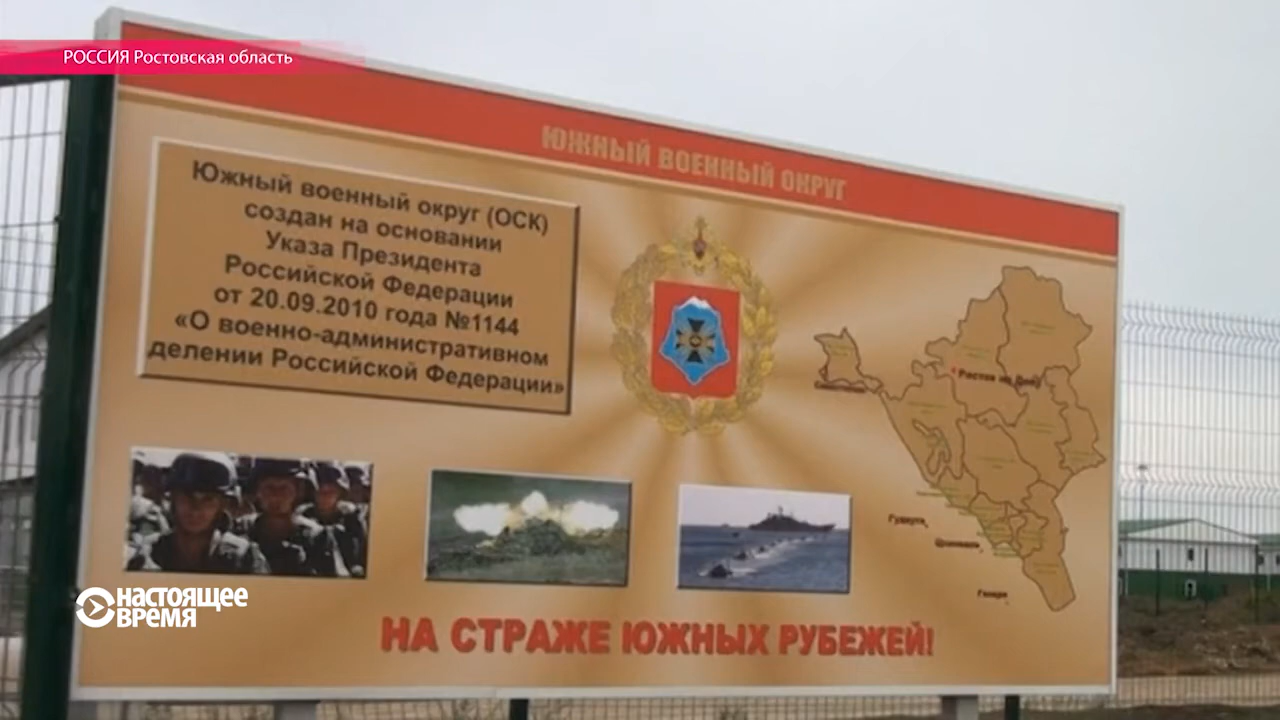 РОССИЯ Ростовская область
ЮЖНЫЙ ВОЕННЫЙ ОКРУГ
Южный военный округ (ОСК)
создан на основании
Указа Президента
Российской Федерации
от 20.09.2010 года №1144
«О военно-административном
делении Российской Федерации»
Ростов на Дону
Гудаута
Цхинвали
Гюмри
НАСТОЯЩЕЕ
ВРЕМЯ
НА СТРАЖЕ ЮЖНЫХ РУБЕЖЕЙ!